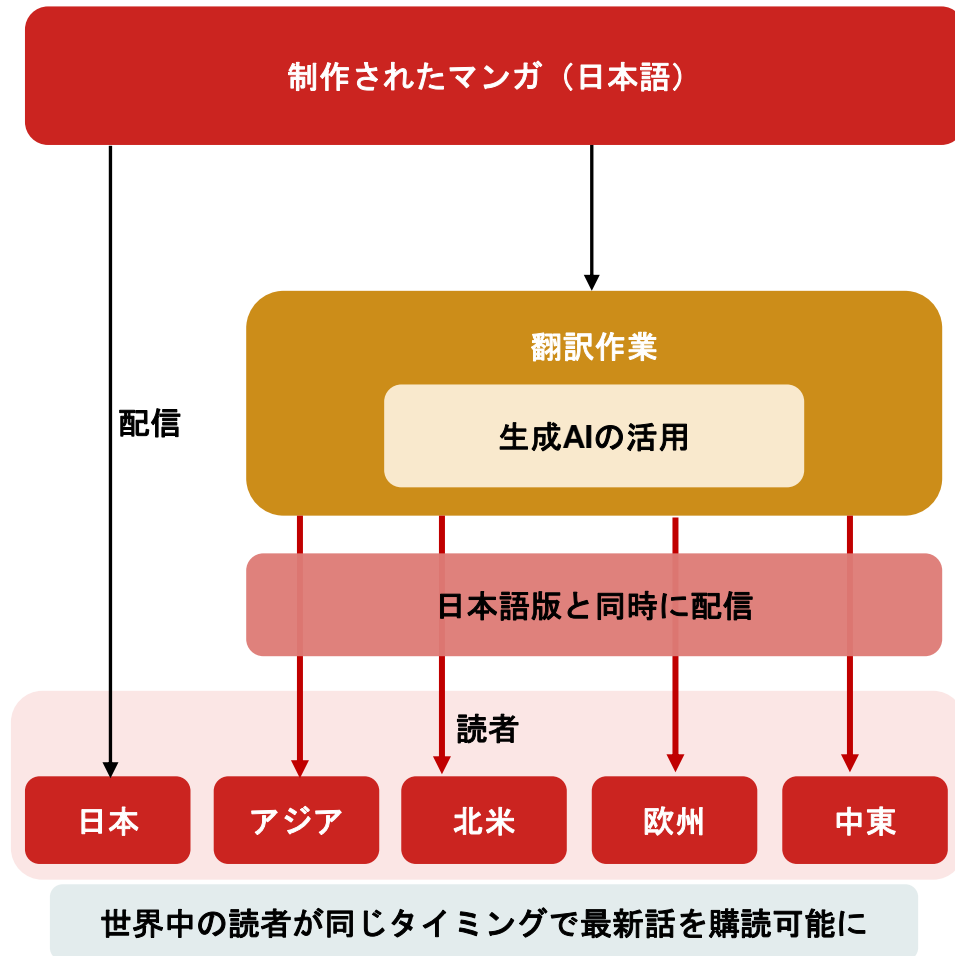 制作されたマンガ（日本語）
翻訳作業
生成AIの活用
配信
日本語版と同時に配信
読者
日本
アジア
北米
欧州
中東
世界中の読者が同じタイミングで最新話を購読可能に